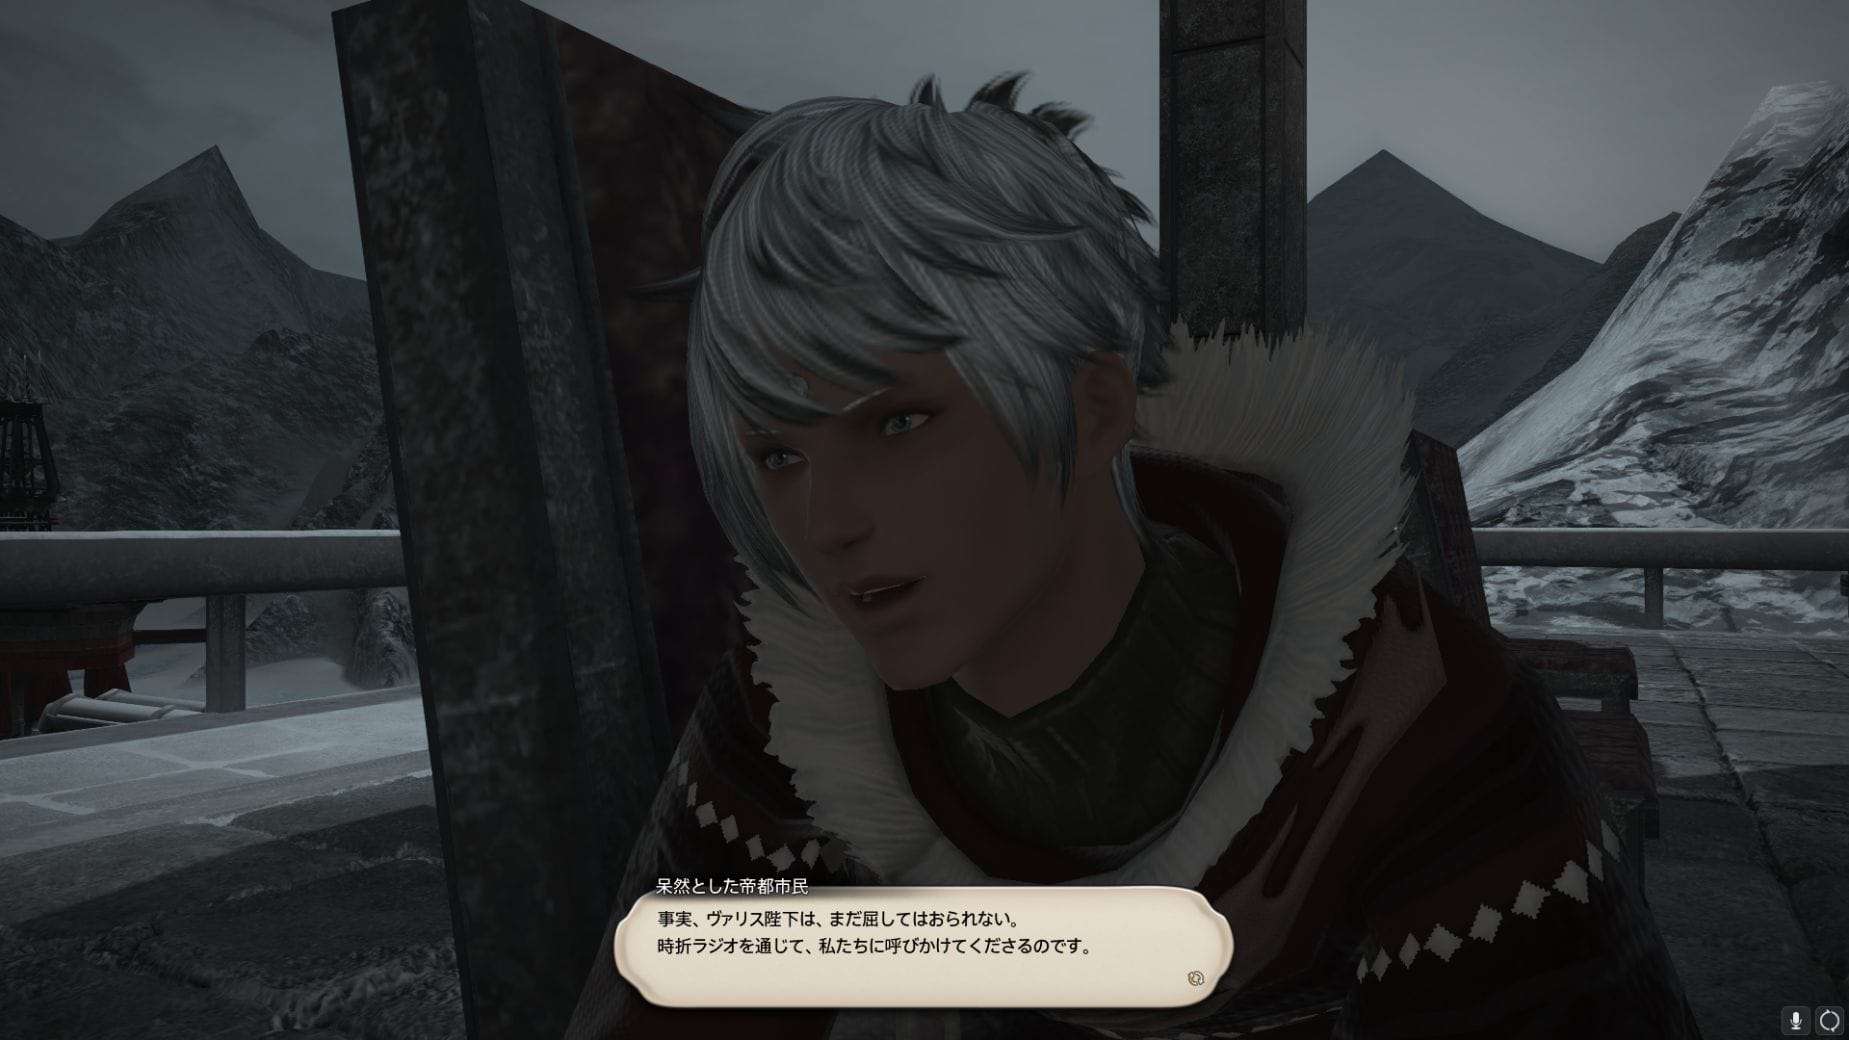 呆然とした帝都市民
事実、ヴァリス陛下は、まだ屈してはおられない。
時折ラジオを通じて、私たちに呼びかけてくださるのです。